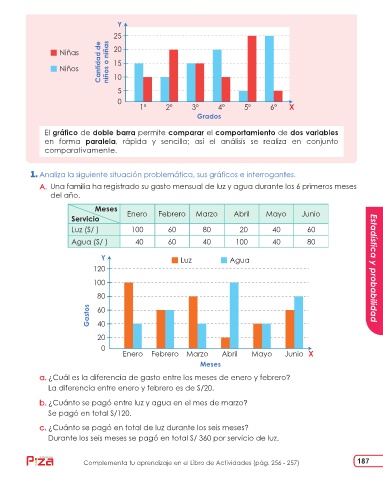 Y
25
20
15
10
5
0
Cantidad de
niños o niñas
Niñas
Niños
1° 2° 3° 4° 5° 6° X
Grados
El gráfico de doble barra permite comparar el comportamiento de dos variables
en forma paralela, rápida y sencilla; así el análisis se realiza en conjunto
comparativamente.
1. Analiza la siguiente situación problemática, sus gráficos e interrogantes.
A. Una familia ha registrado su gasto mensual de luz y agua durante los 6 primeros meses
del año.
Meses
Servicio
Enero Febrero Marzo Abril Mayo Junio
Luz (S/ ) 100 60 80 20 40 60
Agua (S/ ) 40 60 40 100 40 80
Y
Luz Agua
120
100
80
60
40
20
0
Gastos
Enero Febrero Marzo Abril Mayo Junio X
Meses
a. ¿Cuál es la diferencia de gasto entre los meses de enero y febrero?
La diferencia entre enero y febrero es de S/20.
b. ¿Cuánto se pagó entre luz y agua en el mes de marzo?
Se pagó en total S/120.
c. ¿Cuánto se pagó en total de luz durante los seis meses?
Durante los seis meses se pagó en total S/ 360 por servicio de luz.
Estadística y probabilidad
Complementa tu aprendizaje en el Libro de Actividades (pág. 256 - 257)
187